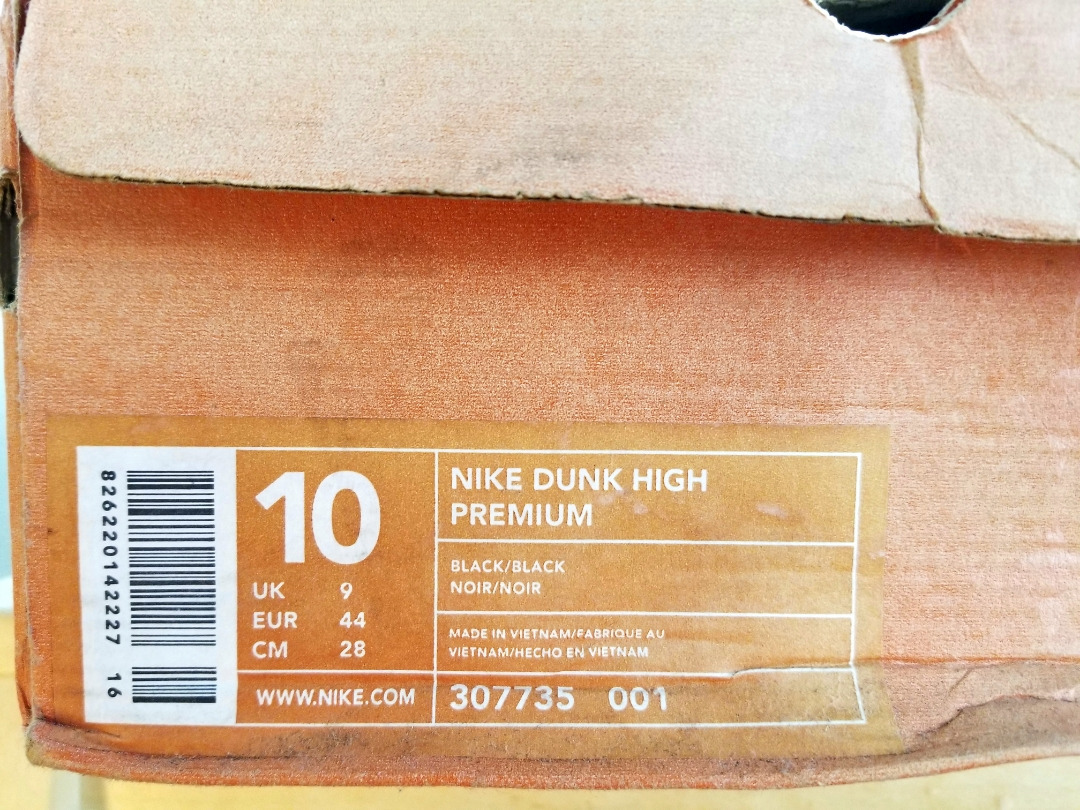 826220142227 16
10
UK 9
EUR 44
CM 28
WWW.NIKE.COM
NIKE DUNK HIGH
PREMIUM
BLACK/BLACK
NOIR/NOIR
MADE IN VIETNAM/FABRIQUE AU
VIETNAM/HECHO EN VIETNAM
307735 001